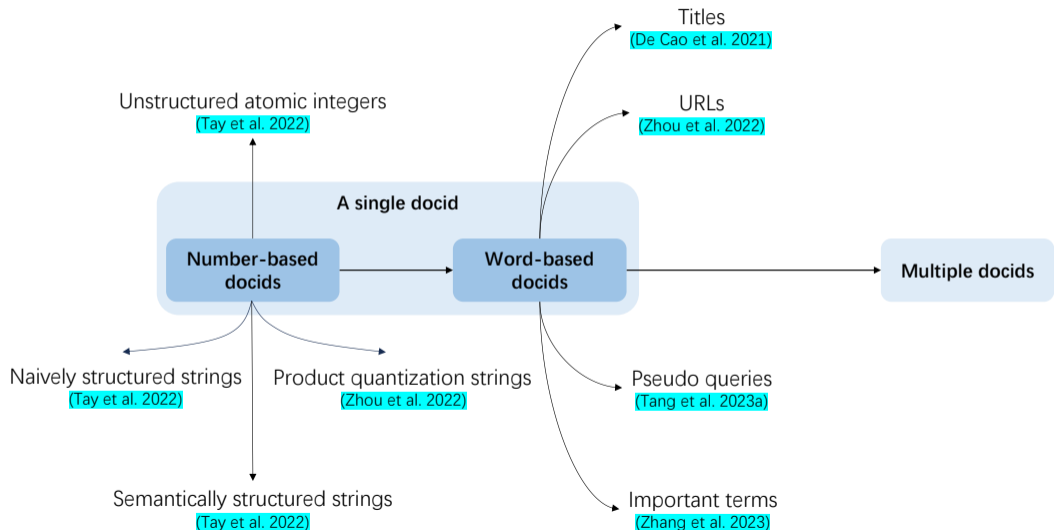 Titles
(De Cao et al. 2021)
Unstructured atomic integers
(Tay et al. 2022)
URLs
(Zhou et al. 2022)
A single docid
Number-based
docids
Word-based
docids
Multiple docids
Naively structured strings
(Tay et al. 2022)
Product quantization strings
(Zhou et al. 2022)
Pseudo queries
(Tang et al. 2023a)
Semantically structured strings
(Tay et al. 2022)
Important terms
(Zhang et al. 2023)